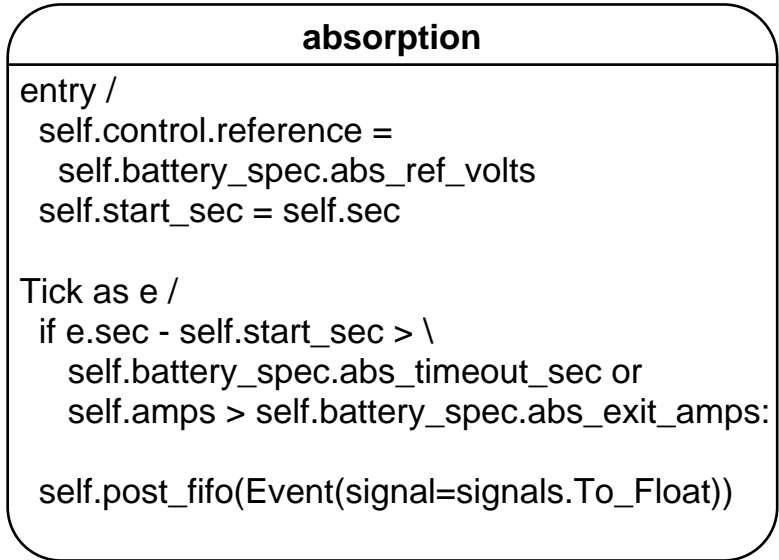 absorption
entry /
self.control.reference =
self.battery_spec.abs_ref_volts
self.start_sec = self.sec
Tick as e /
if e.sec - self.start_sec > \
self.battery_spec.abs_timeout_sec or
self.amps > self.battery_spec.abs_exit_amps:
self.post_fifo(Event(signal=signals.To_Float))